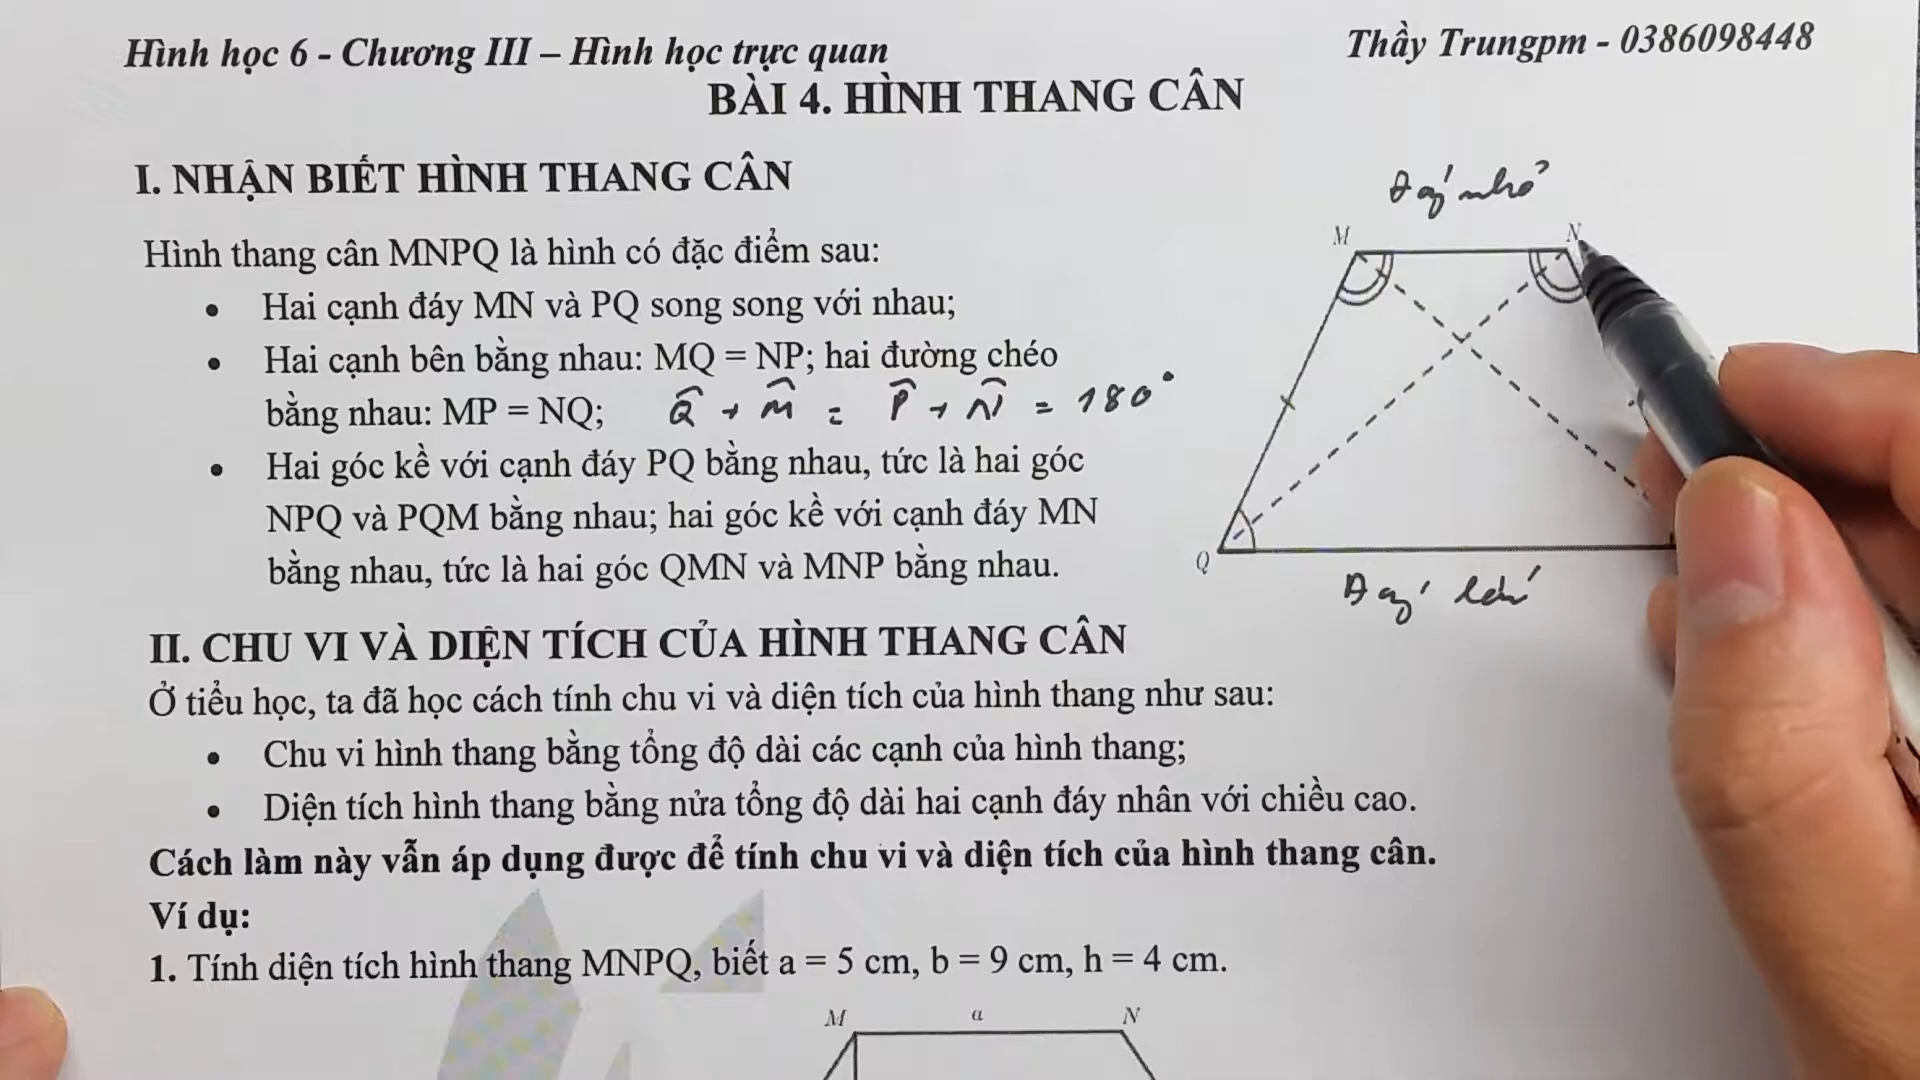 Hình học 6 - Chương III – Hình học trực quan
Thầy Trungpm - 0386098448
BÀI 4. HÌNH THANG CÂN
I. NHẬN BIẾT HÌNH THANG CÂN
Hình thang cân MNPQ là hình có đặc điểm sau:
• Hai cạnh đáy MN và PQ song song với nhau;
• Hai cạnh bên bằng nhau: MQ = NP; hai đường chéo
bằng nhau: MP = NQ; Q̂ + M̂ = P̂ + N̂ = 180°
• Hai góc kề với cạnh đáy PQ bằng nhau, tức là hai góc
NPQ và PQM bằng nhau; hai góc kề với cạnh đáy MN
bằng nhau, tức là hai góc QMN và MNP bằng nhau.
Đáy nhỏ
M N
Q
Đáy lớn
II. CHU VI VÀ DIỆN TÍCH CỦA HÌNH THANG CÂN
Ở tiểu học, ta đã học cách tính chu vi và diện tích của hình thang như sau:
• Chu vi hình thang bằng tổng độ dài các cạnh của hình thang;
• Diện tích hình thang bằng nửa tổng độ dài hai cạnh đáy nhân với chiều cao.
Cách làm này vẫn áp dụng được để tính chu vi và diện tích của hình thang cân.
Ví dụ:
1. Tính diện tích hình thang MNPQ, biết a = 5 cm, b = 9 cm, h = 4 cm.
M a N